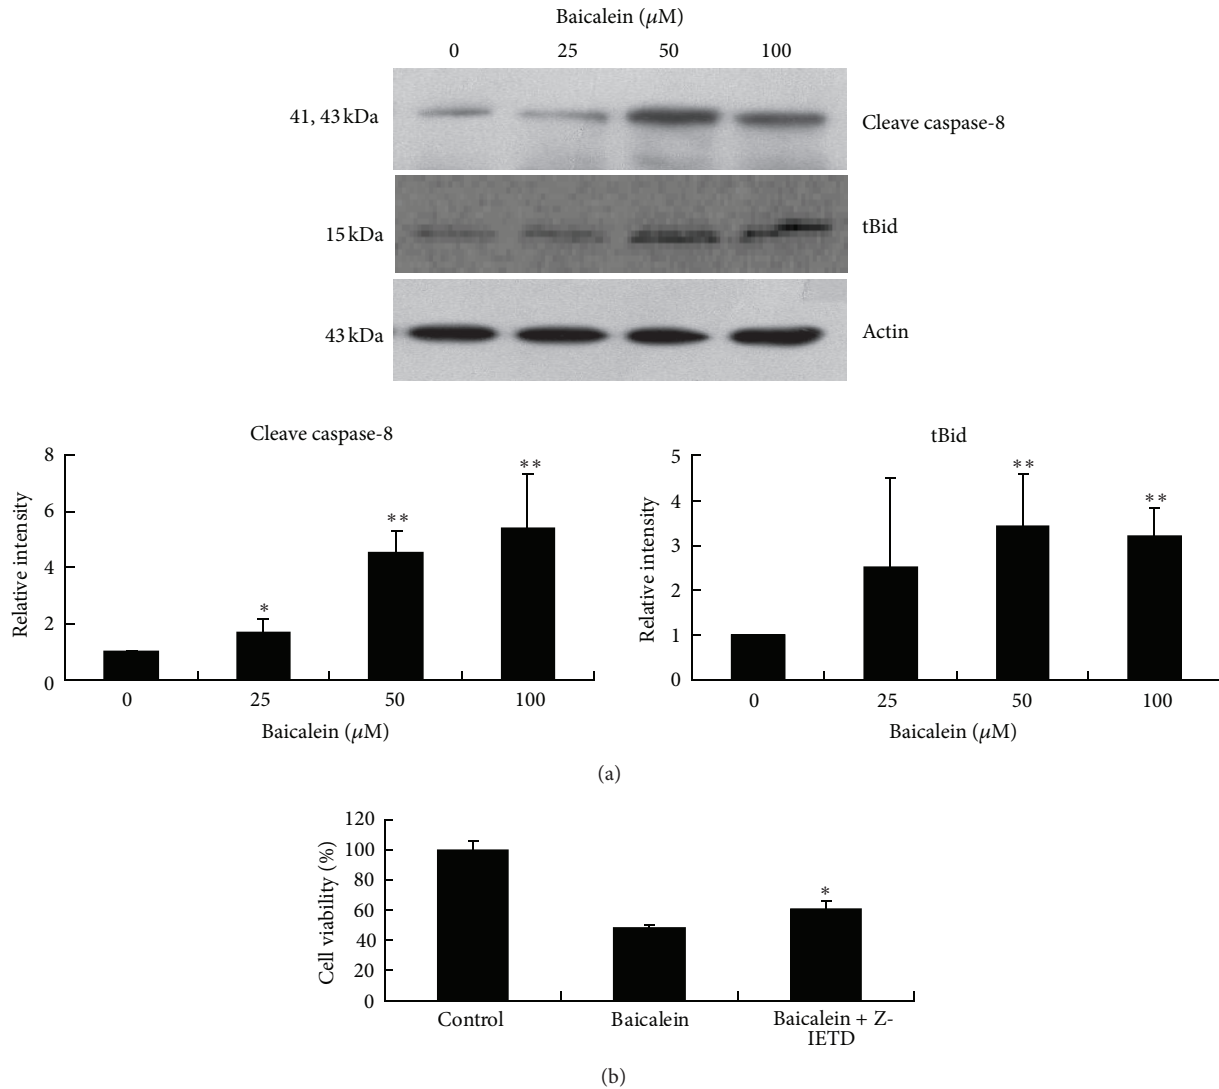 Baicalein (μM)
0 25 50 100
41, 43 kDa
Cleave caspase-8
15 kDa
tBid
43 kDa
Actin
Cleave caspase-8
8
6
4
2
0
Relative intensity
* ** **
0 25 50 100
Baicalein (μM)
tBid
5
4
3
2
1
0
Relative intensity
** **
0 25 50 100
Baicalein (μM)
(a)
120
100
80
60
40
20
0
Cell viability (%)
*
Control
Baicalein
Baicalein + Z-
IETD
(b)